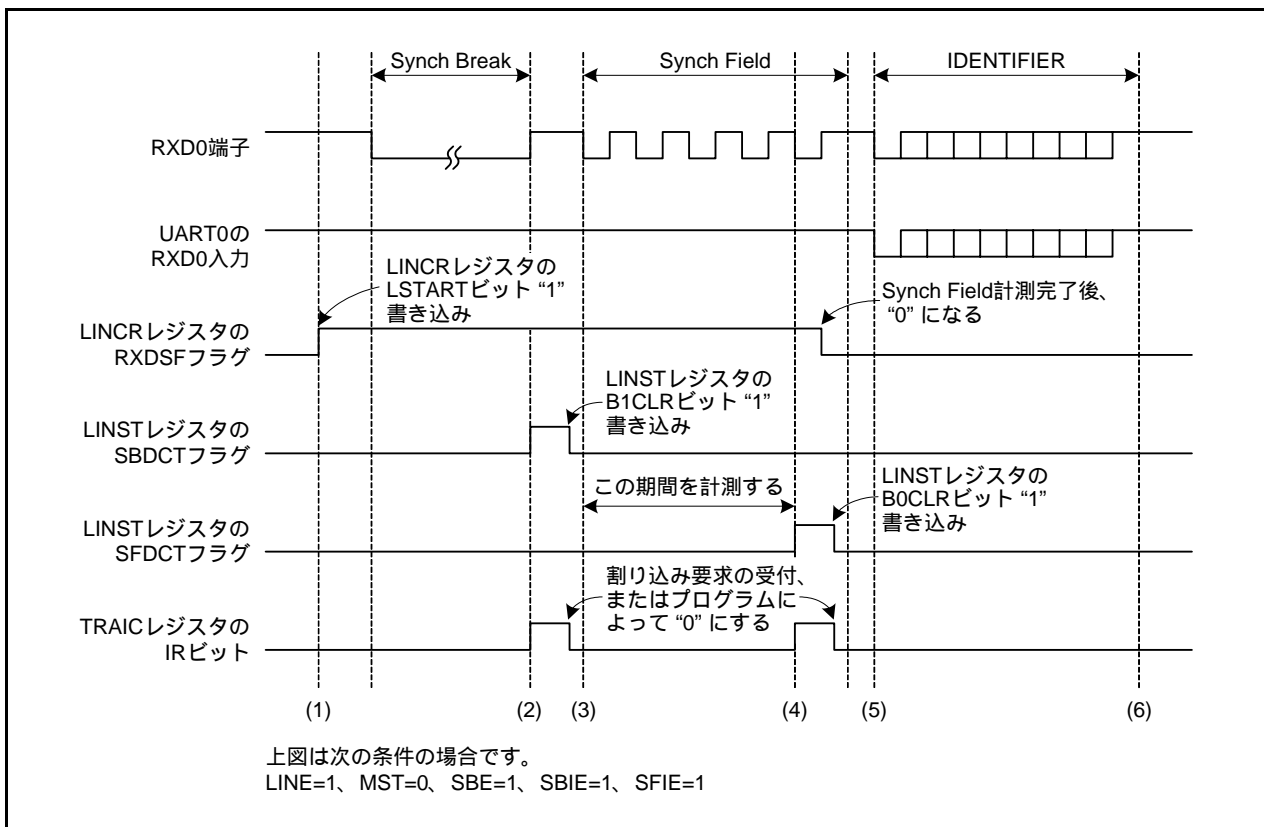 Synch Break
Synch Field
IDENTIFIER
RXD0端子
UART0の
RXD0入力
LINCRレジスタの
LSTARTビット “1”
書き込み
Synch Field計測完了後、
“0” になる
LINCRレジスタの
RXDSFフラグ
LINSTレジスタの
B1CLRビット “1”
書き込み
LINSTレジスタの
SBDCTフラグ
この期間を計測する
LINSTレジスタの
B0CLRビット “1”
書き込み
LINSTレジスタの
SFDCTフラグ
割り込み要求の受付、
またはプログラムに
よって “0” にする
TRAICレジスタの
IRビット
(1) (2) (3) (4) (5) (6)
上図は次の条件の場合です。
LINE=1、MST=0、SBE=1、SBIE=1、SFIE=1